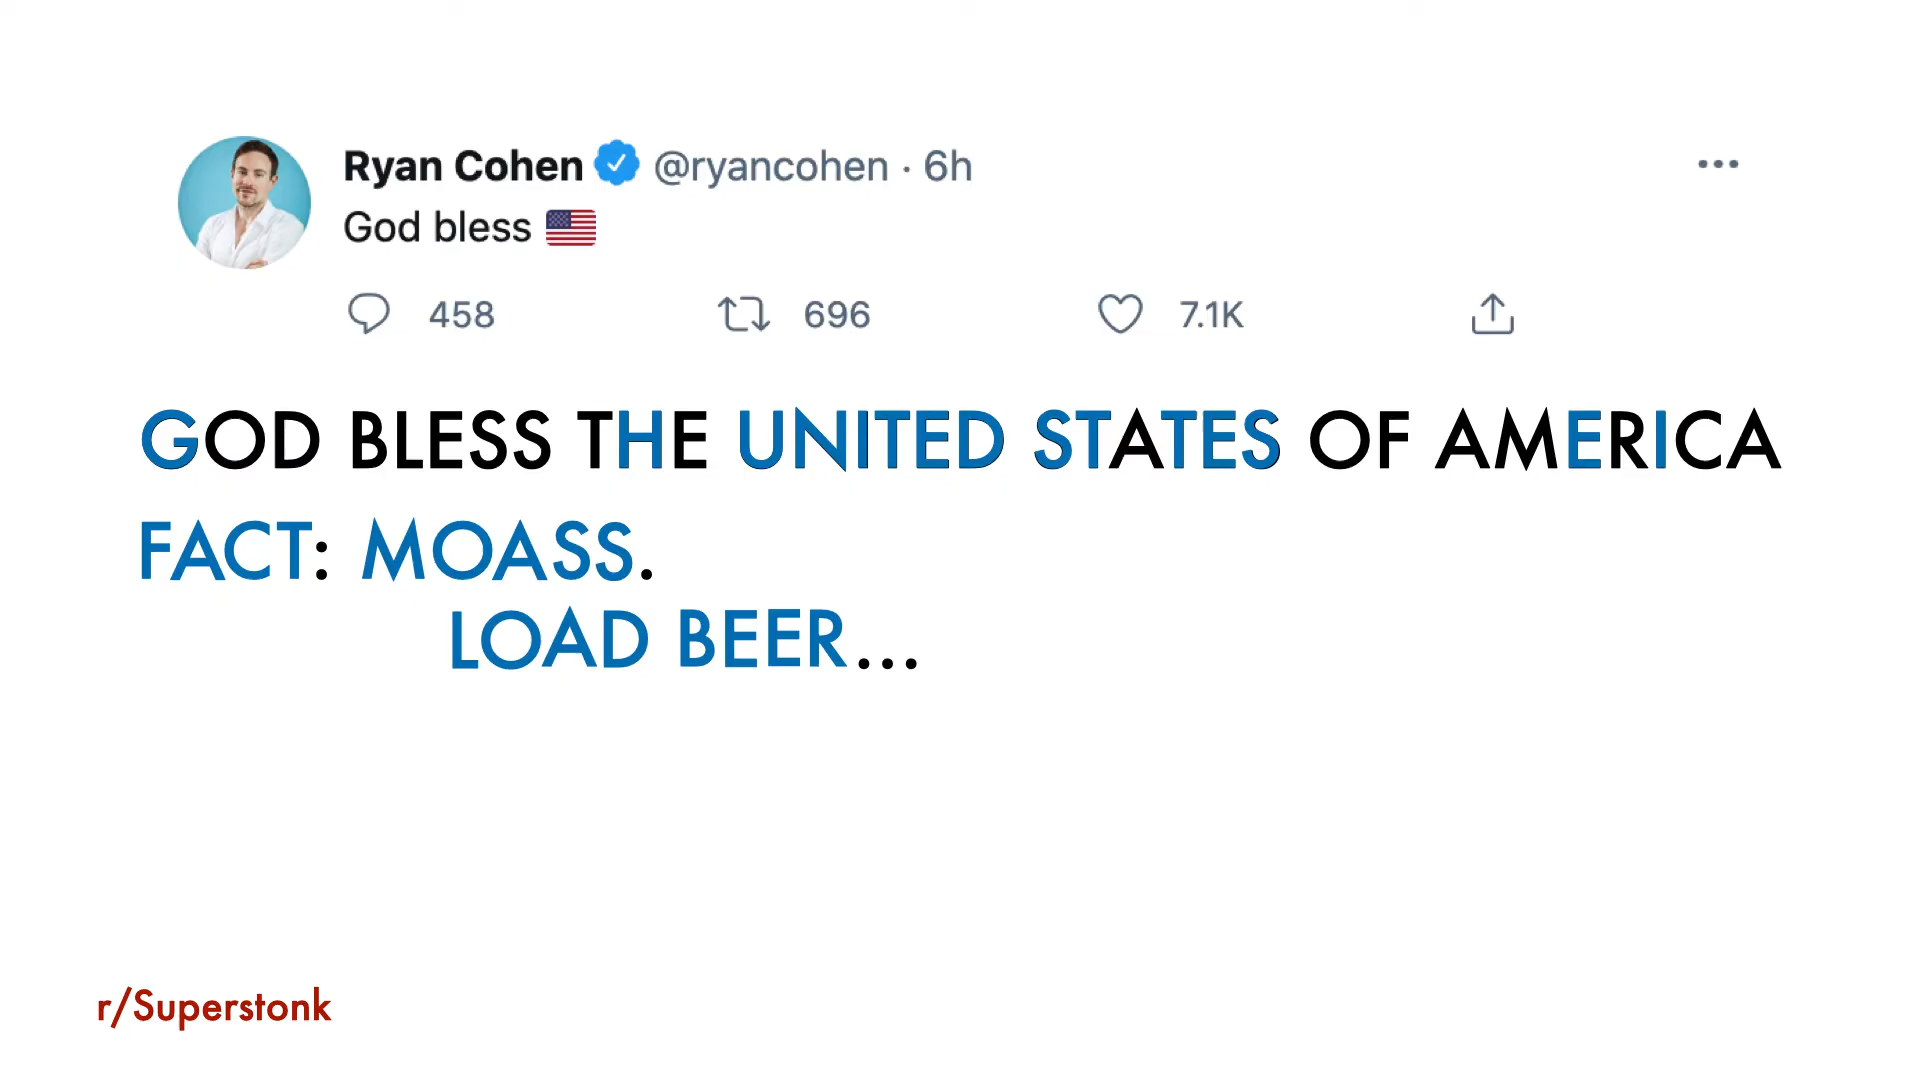 Ryan Cohen @ryancohen · 6h
God bless 🇺🇸
458 696 7.1K
GOD BLESS THE UNITED STATES OF AMERICA
FACT: MOASS.
LOAD BEER...
r/Superstonk